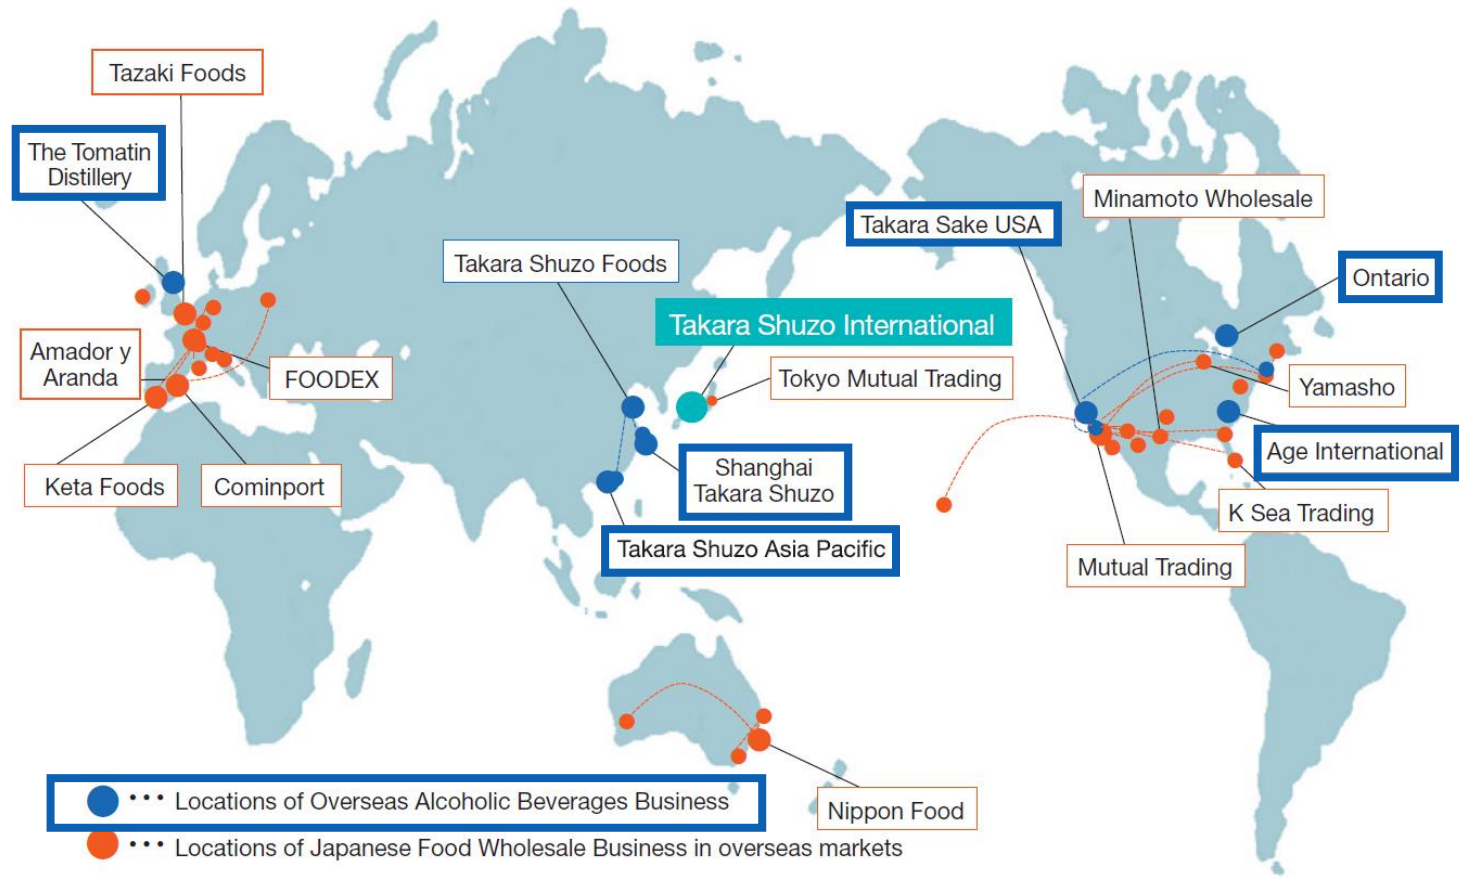 Tazaki Foods
The Tomatin
Distillery
Minamoto Wholesale
Takara Sake USA
Takara Shuzo Foods
Ontario
Takara Shuzo International
Amador y
Aranda
FOODEX
Tokyo Mutual Trading
Yamasho
Keta Foods
Cominport
Shanghai
Takara Shuzo
Age International
K Sea Trading
Takara Shuzo Asia Pacific
Mutual Trading
Nippon Food
••• Locations of Overseas Alcoholic Beverages Business
••• Locations of Japanese Food Wholesale Business in overseas markets